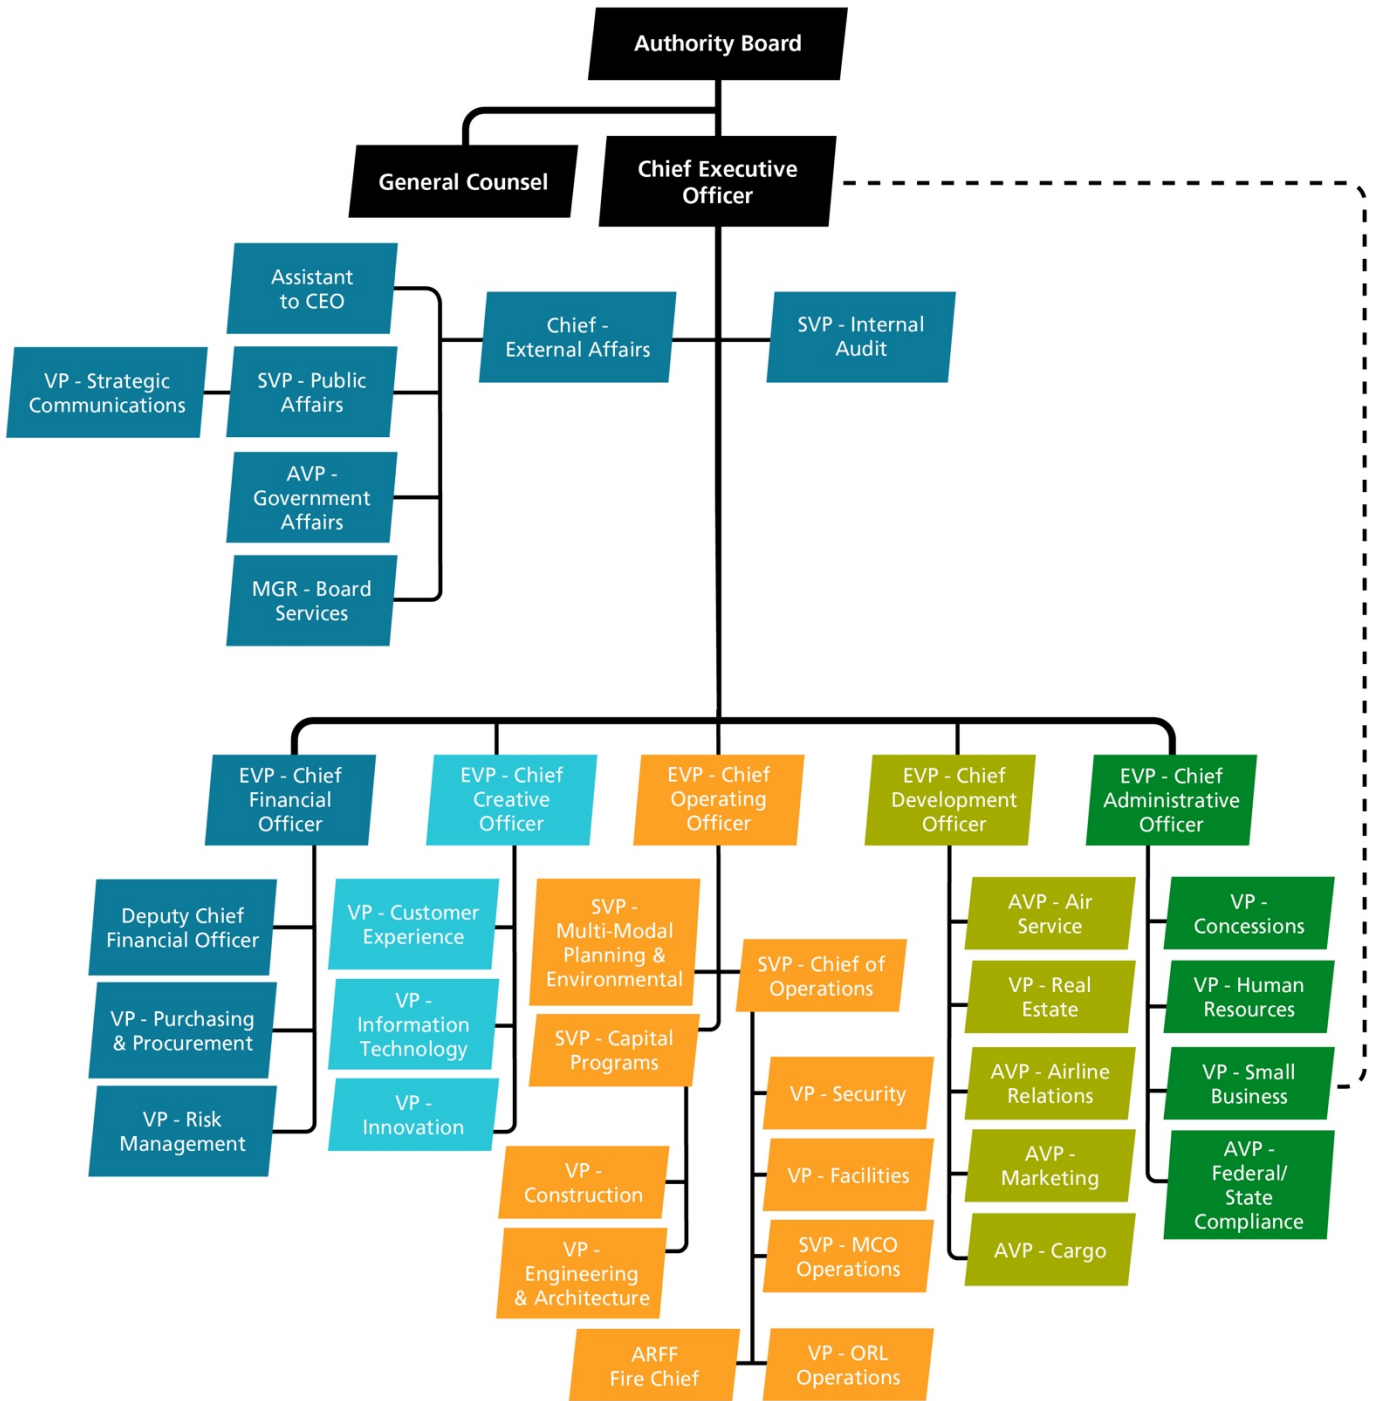 Authority Board
General Counsel
Chief Executive
Officer
Assistant
to CEO
Chief -
External Affairs
SVP - Internal
Audit
VP - Strategic
Communications
SVP - Public
Affairs
AVP -
Government
Affairs
MGR - Board
Services
EVP - Chief
Financial
Officer
EVP - Chief
Creative
Officer
EVP - Chief
Operating
Officer
EVP - Chief
Development
Officer
EVP - Chief
Administrative
Officer
Deputy Chief
Financial Officer
VP - Purchasing
& Procurement
VP - Risk
Management
VP - Customer
Experience
VP -
Information
Technology
VP -
Innovation
SVP -
Multi-Modal
Planning &
Environmental
SVP - Chief of
Operations
SVP - Capital
Programs
VP -
Construction
VP -
Engineering
& Architecture
VP - Security
VP - Facilities
SVP - MCO
Operations
ARFF
Fire Chief
VP - ORL
Operations
AVP - Air
Service
VP - Real
Estate
AVP - Airline
Relations
AVP -
Marketing
AVP - Cargo
VP -
Concessions
VP - Human
Resources
VP - Small
Business
AVP -
Federal/
State
Compliance